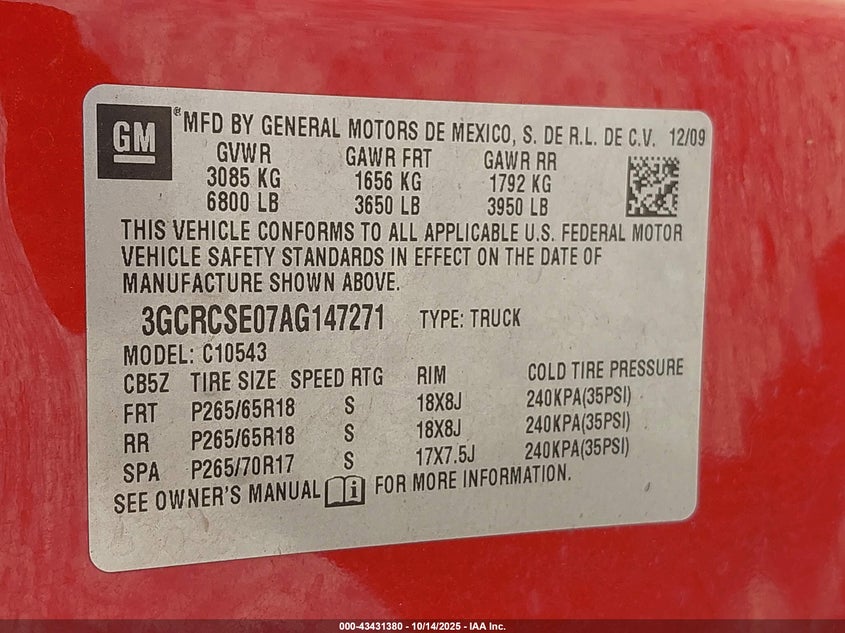 GM ® MFD BY GENERAL MOTORS DE MEXICO, S. DE R.L. DE C.V. 12/09
GVWR GAWR FRT GAWR RR
3085 KG 1656 KG 1792 KG
6800 LB 3650 LB 3950 LB
THIS VEHICLE CONFORMS TO ALL APPLICABLE U.S. FEDERAL MOTOR
VEHICLE SAFETY STANDARDS IN EFFECT ON THE DATE OF
MANUFACTURE SHOWN ABOVE.
3GCRCSE07AG147271 TYPE: TRUCK
MODEL: C10543
CB5Z TIRE SIZE SPEED RTG RIM COLD TIRE PRESSURE
FRT P265/65R18 S 18X8J 240KPA(35PSI)
RR P265/65R18 S 18X8J 240KPA(35PSI)
SPA P265/70R17 S 17X7.5J 240KPA(35PSI)
SEE OWNER'S MANUAL i FOR MORE INFORMATION.
000-43431380 - 10/14/2025 - IAA Inc.